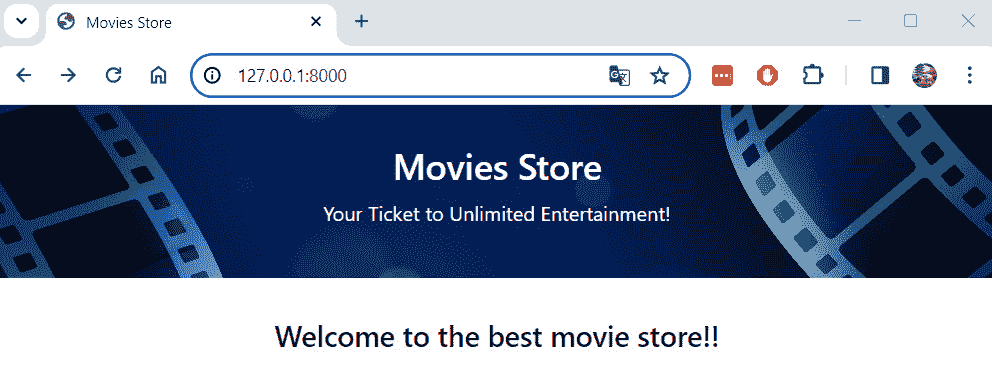 Movies Store
127.0.0.1:8000
Movies Store
Your Ticket to Unlimited Entertainment!
Welcome to the best movie store!!